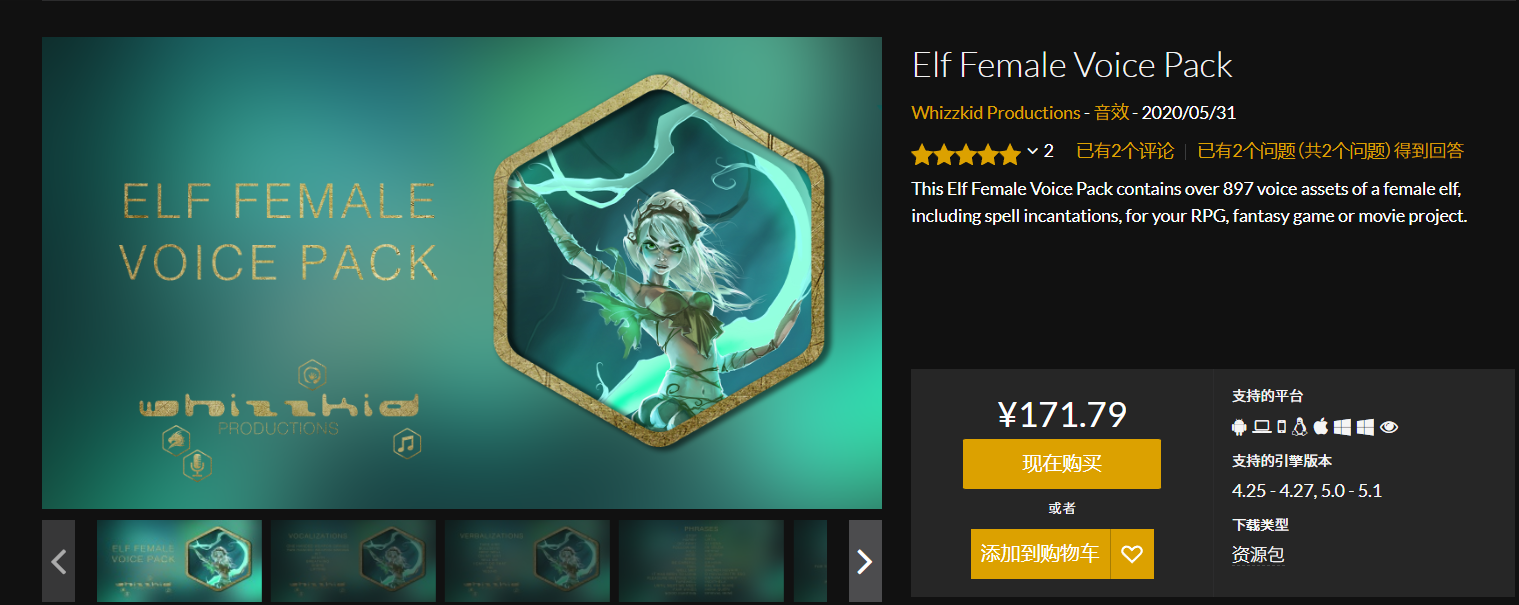 ELF FEMALE
VOICE PACK
whizzkid
PRODUCTIONS
Elf Female Voice Pack
Whizzkid Productions - 音效 - 2020/05/31
2 已有2个评论 已有2个问题 (共2个问题) 得到回答
This Elf Female Voice Pack contains over 897 voice assets of a female elf,
including spell incantations, for your RPG, fantasy game or movie project.
¥171.79
现在购买
或者
添加到购物车
支持的平台
支持的引擎版本
4.25 - 4.27, 5.0 - 5.1
下载类型
资源包
ELF FEMALE
VOICE PACK
VOCALIZATIONS
VERBALIZATIONS
PHRASES